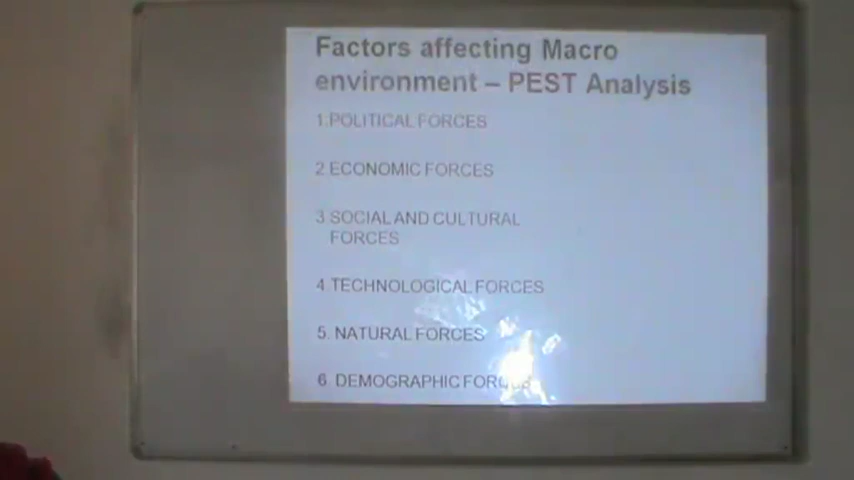 Factors affecting Macro
environment – PEST Analysis
1.POLITICAL FORCES
2.ECONOMIC FORCES
3.SOCIAL AND CULTURAL
FORCES
4.TECHNOLOGICAL FORCES
5. NATURAL FORCES
6. DEMOGRAPHIC FORCES